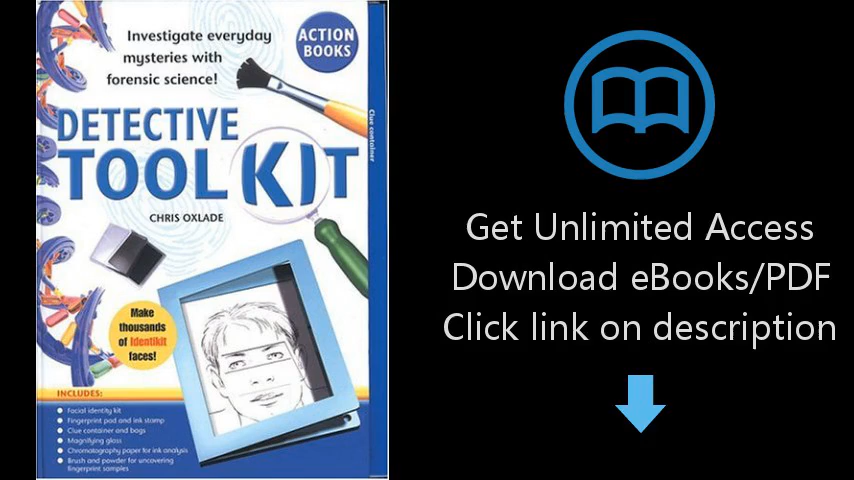 Investigate everyday
mysteries with
forensic science!
ACTION
BOOKS
DETECTIVE
TOOL KIT
CHRIS OXLADE
Clue container
Make
thousands
of Identikit
faces!
INCLUDES:
Facial identity kit
Fingerprint pad and ink stamp
Clue container and bags
Magnifying glass
Chromatography paper for ink analysis
Brush and powder for uncovering
fingerprint samples
Get Unlimited Access
Download eBooks/PDF
Click link on description